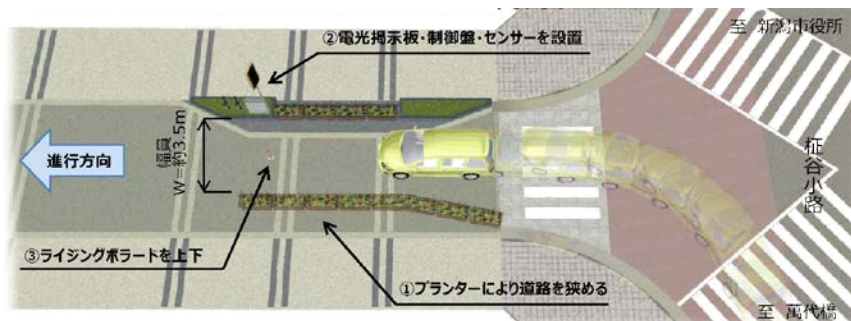 ②電光掲示板・制御盤・センサーを設置
至 新潟市役所
幅員
W=約3.5m
進行方向
柾谷小路
③ライジングボラードを上下
①プランターにより道路を狭める
至 萬代橋